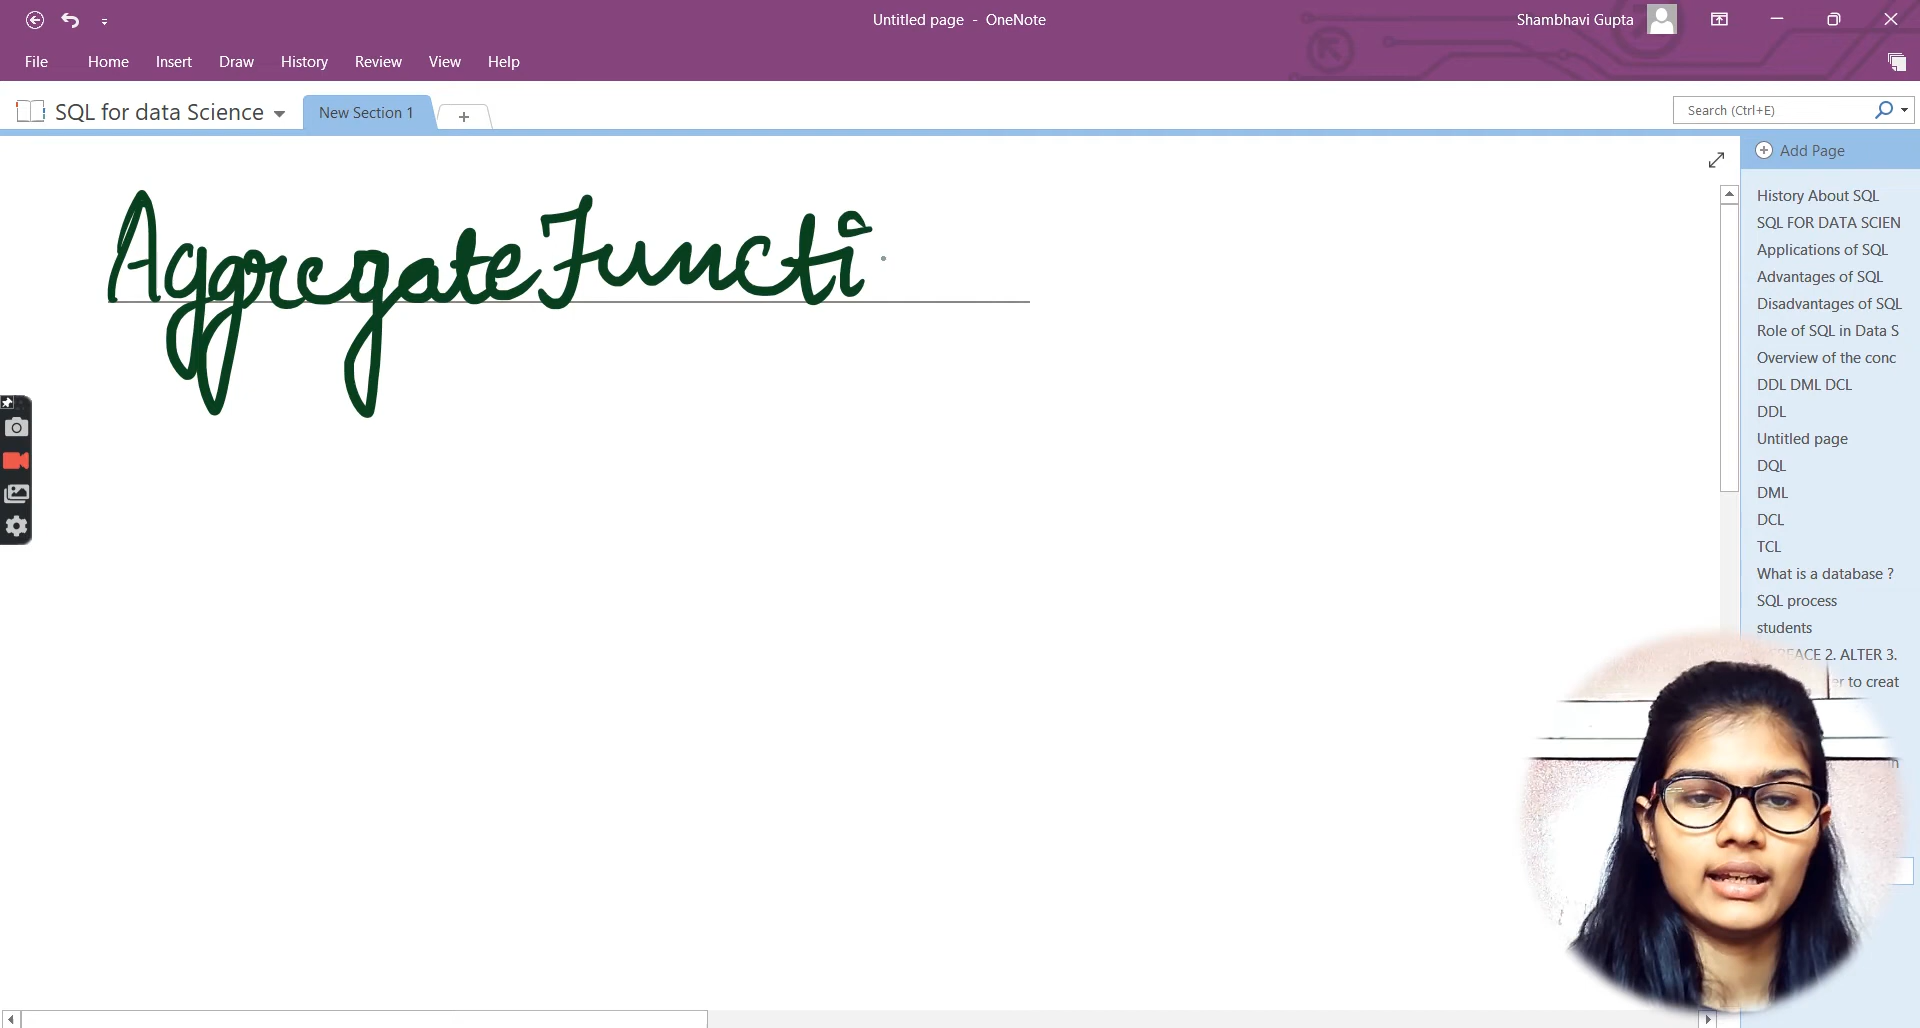 Untitled page - OneNote
Shambhavi Gupta
File Home Insert Draw History Review View Help
SQL for data Science
New Section 1
+
Search (Ctrl+E)
Add Page
Aggregate Functi
History About SQL
SQL FOR DATA SCIEN
Applications of SQL
Advantages of SQL
Disadvantages of SQL
Role of SQL in Data S
Overview of the conc
DDL DML DCL
DDL
Untitled page
DQL
DML
DCL
TCL
What is a database ?
SQL process
students
2. ALTER 3.
to creat